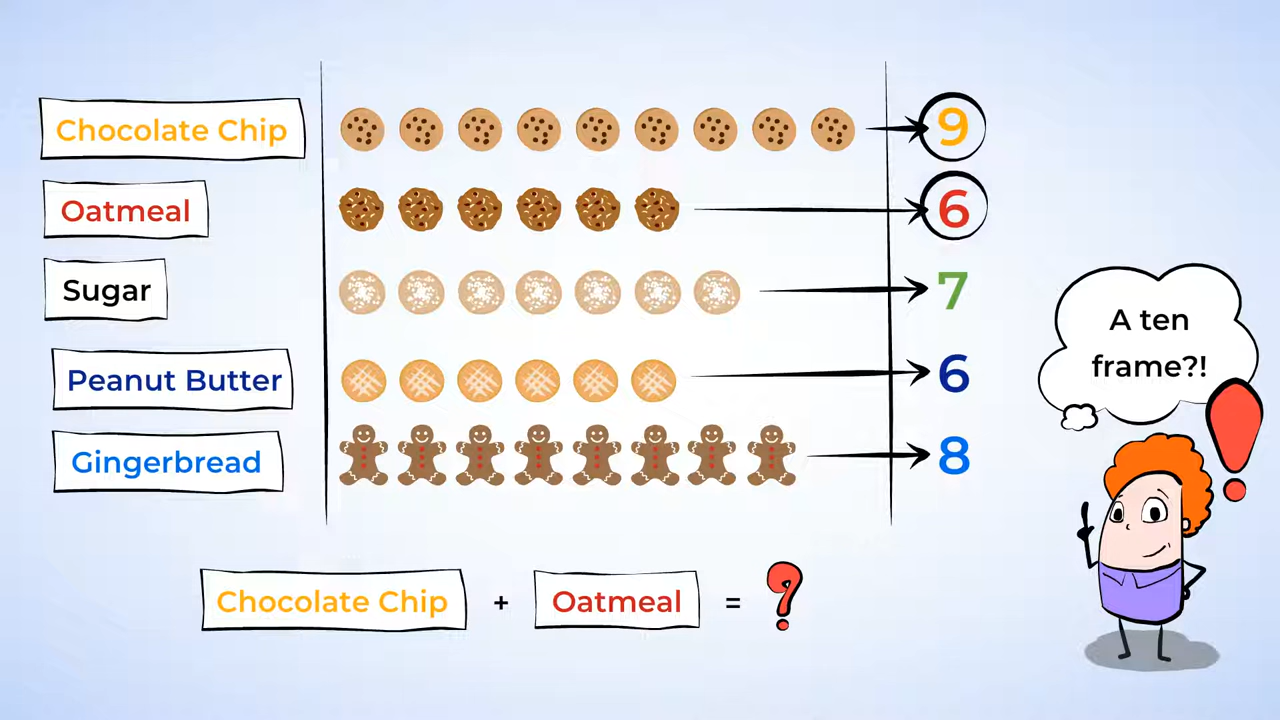 Chocolate Chip 9
Oatmeal 6
Sugar 7
Peanut Butter 6
Gingerbread 8
A ten
frame?!
Chocolate Chip + Oatmeal = ?